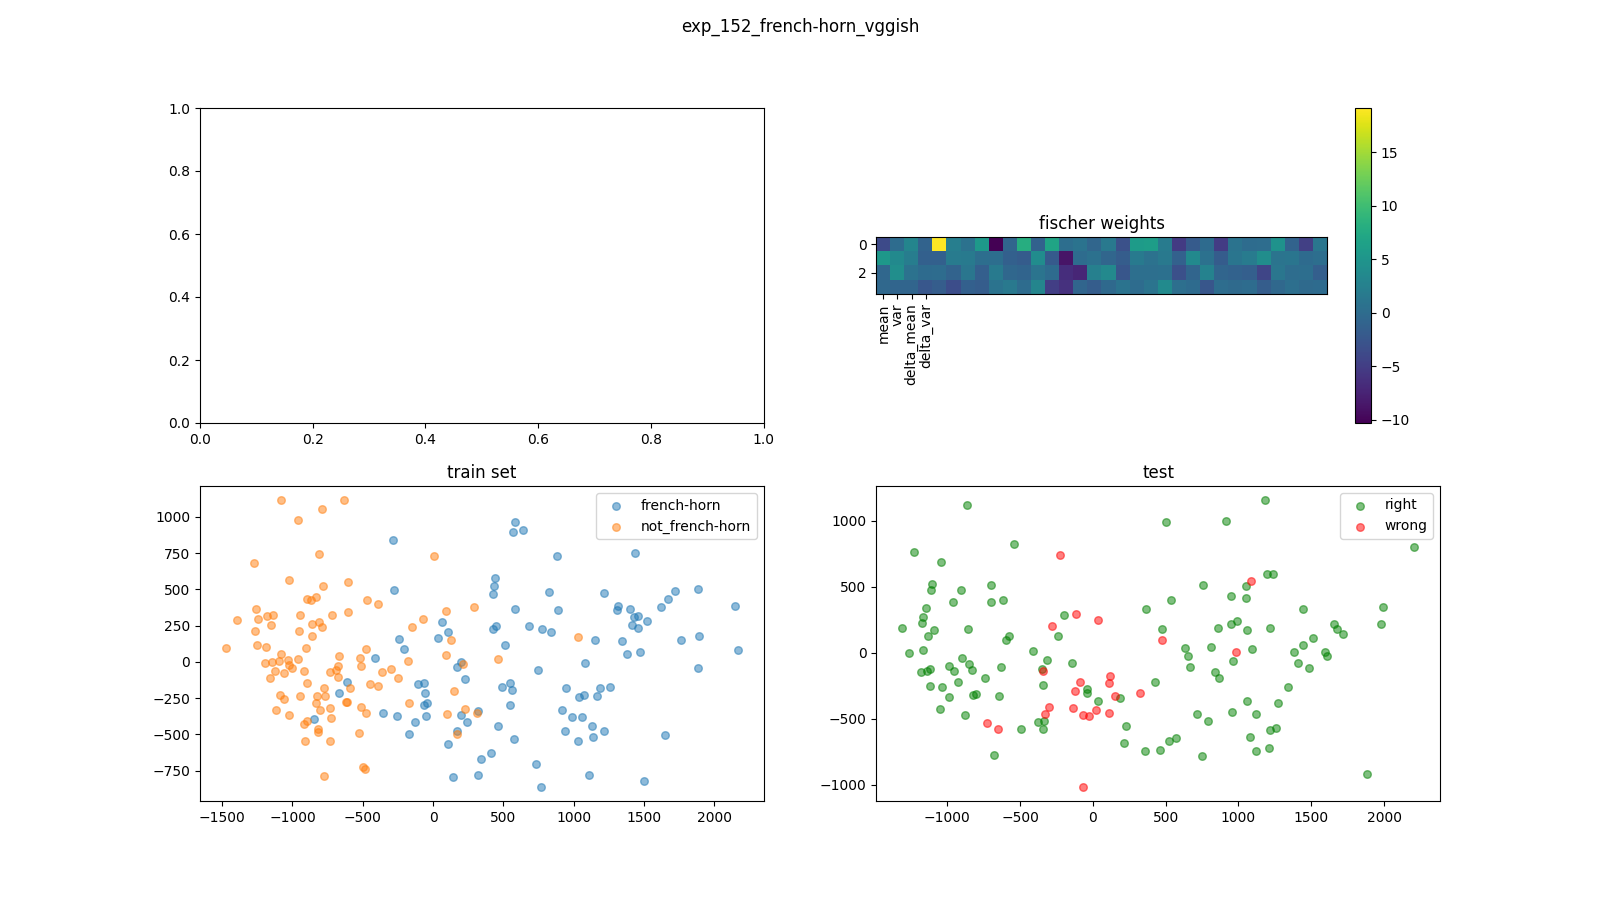 exp_152_french-horn_vggish
1.0
0.8
0.6
0.4
0.2
0.0
0.0 0.2 0.4 0.6 0.8 1.0
fischer weights
0
2
mean
var
delta_mean
delta_var
15
10
5
0
−5
−10
train set
french-horn
not_french-horn
1000
750
500
250
0
−250
−500
−750
−1500 −1000 −500 0 500 1000 1500 2000
test
right
wrong
1000
500
0
−500
−1000
−1000 −500 0 500 1000 1500 2000